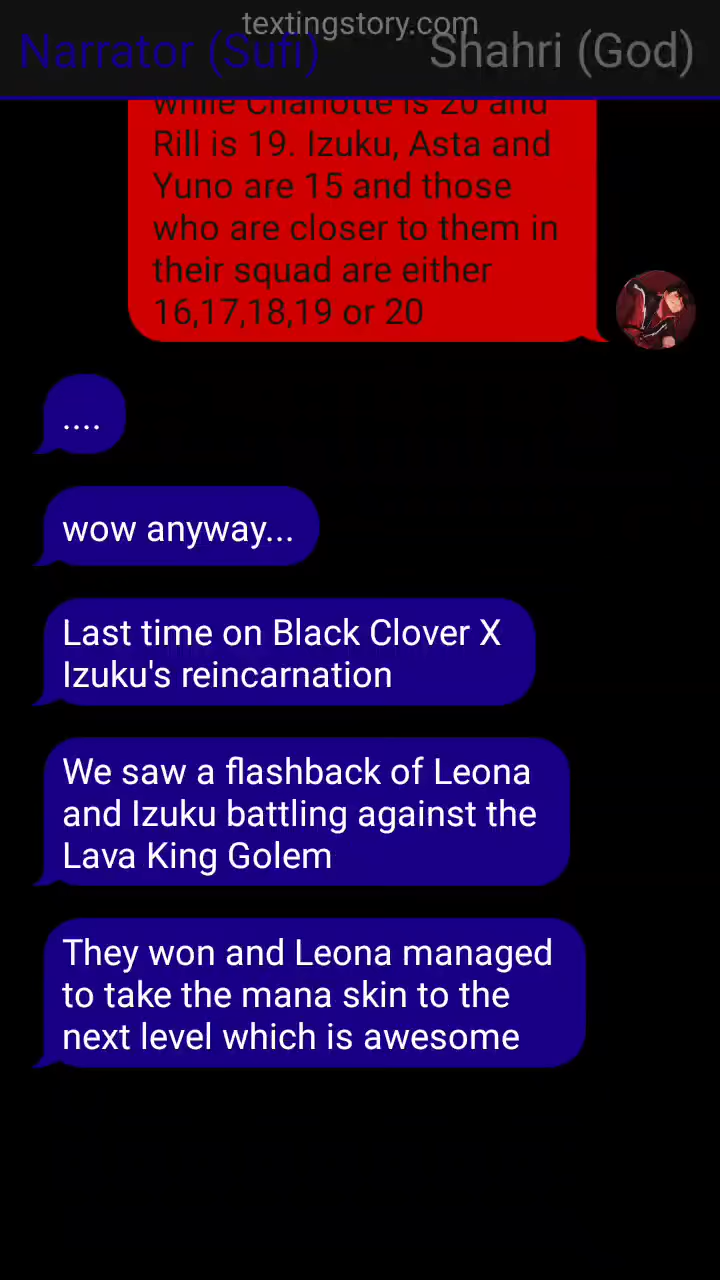 textingstory.com
Narrator (Sufi) Shahri (God)
while Charlotte is 20 and
Rill is 19. Izuku, Asta and
Yuno are 15 and those
who are closer to them in
their squad are either
16,17,18,19 or 20
....
wow anyway...
Last time on Black Clover X
Izuku's reincarnation
We saw a flashback of Leona
and Izuku battling against the
Lava King Golem
They won and Leona managed
to take the mana skin to the
next level which is awesome